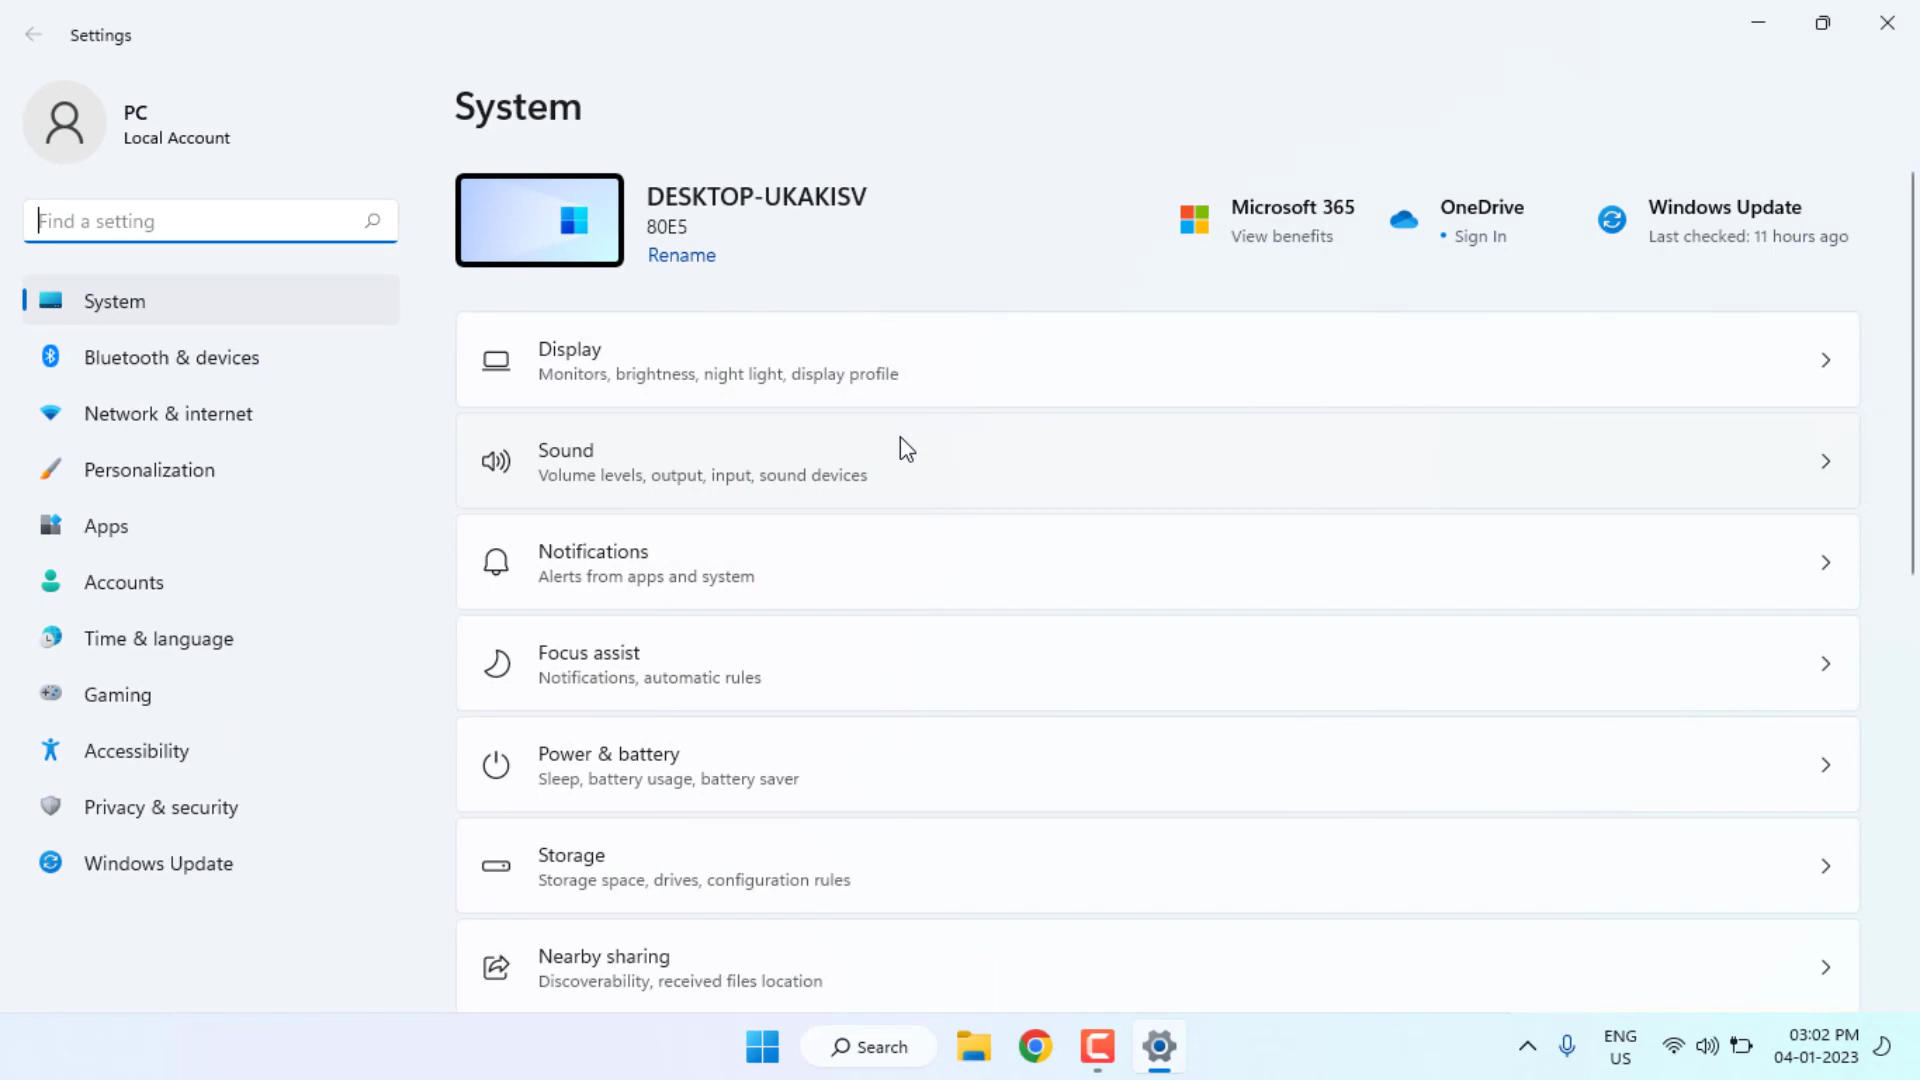 Settings
PC
Local Account
Find a setting
System
Bluetooth & devices
Network & internet
Personalization
Apps
Accounts
Time & language
Gaming
Accessibility
Privacy & security
Windows Update
System
DESKTOP-UKAKISV
80E5
Rename
Microsoft 365
View benefits
OneDrive
• Sign In
Windows Update
Last checked: 11 hours ago
Display
Monitors, brightness, night light, display profile
Sound
Volume levels, output, input, sound devices
Notifications
Alerts from apps and system
Focus assist
Notifications, automatic rules
Power & battery
Sleep, battery usage, battery saver
Storage
Storage space, drives, configuration rules
Nearby sharing
Discoverability, received files location
Search
ENG
US
03:02 PM
04-01-2023